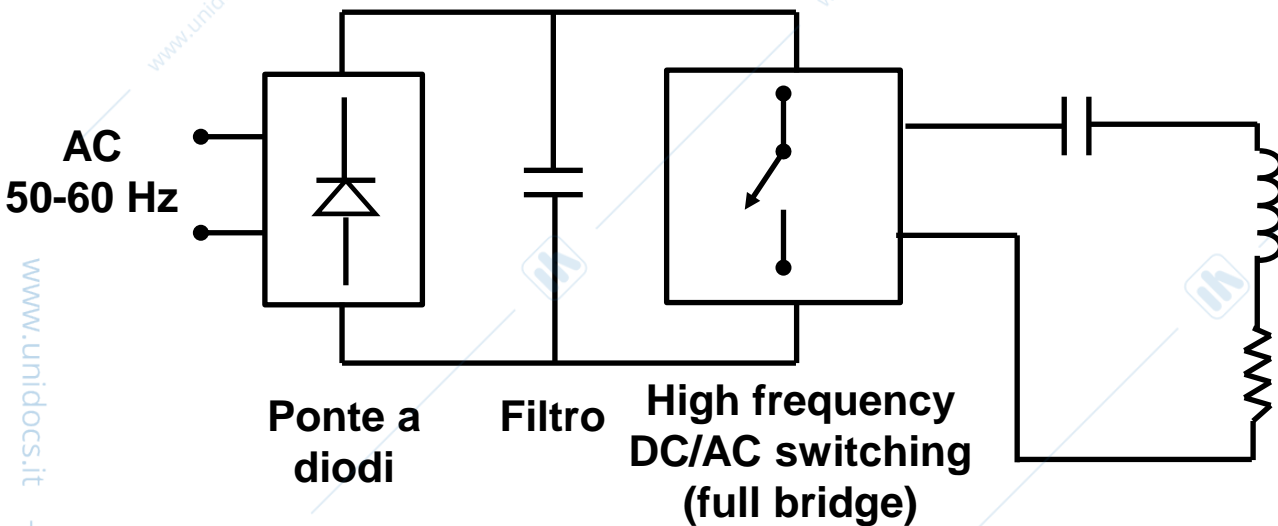 AC
50-60 Hz
Ponte a
diodi
Filtro
High frequency
DC/AC switching
(full bridge)
www.unidocs.it